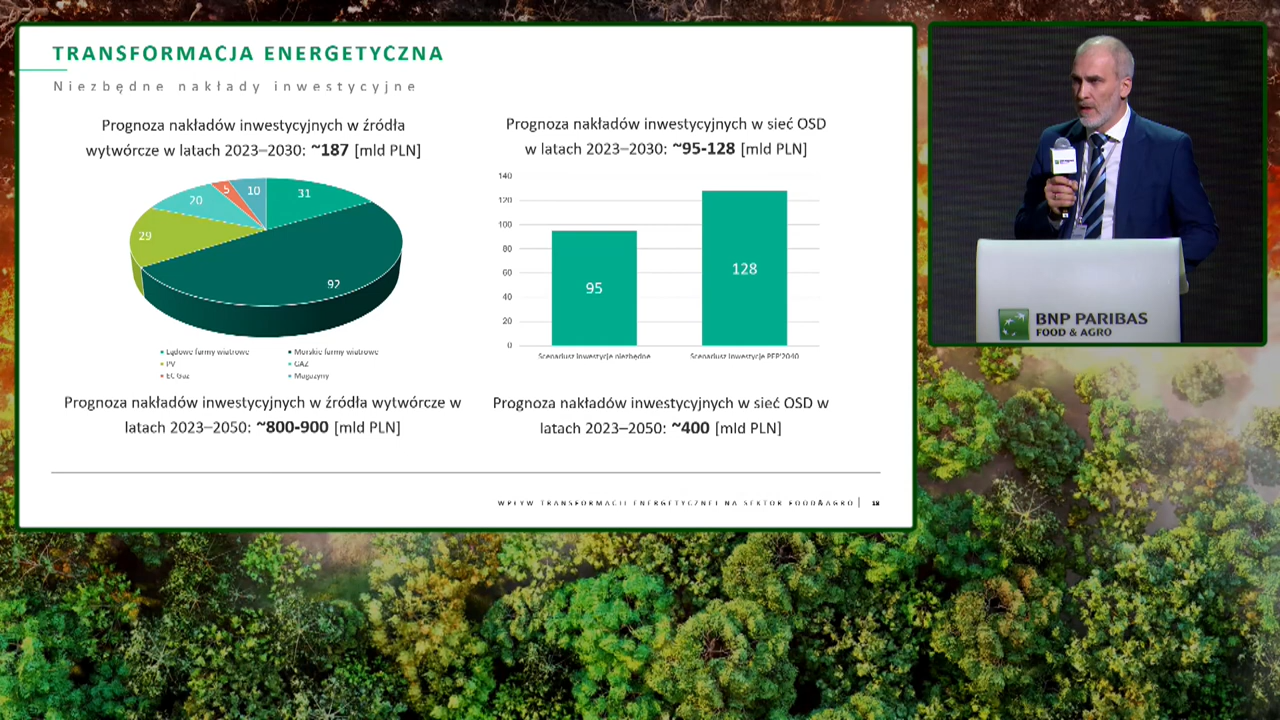 TRANSFORMACJA ENERGETYCZNA
Niezbędne nakłady inwestycyjne
Prognoza nakładów inwestycyjnych w źródła
wytwórcze w latach 2023–2030: ~187 [mld PLN]
31
92
29
20
5
10
Lądowe farmy wiatrowe
Morskie farmy wiatrowe
PV
GAZ
EC Gaz
Magazyny
Prognoza nakładów inwestycyjnych w sieć OSD
w latach 2023–2030: ~95-128 [mld PLN]
140
120
100
80
60
40
20
0
95
128
Scenariusz inwestycje niezbędne
Scenariusz inwestycje PEP'2040
Prognoza nakładów inwestycyjnych w źródła wytwórcze w
latach 2023–2050: ~800-900 [mld PLN]
Prognoza nakładów inwestycyjnych w sieć OSD w
latach 2023–2050: ~400 [mld PLN]
WPŁYW TRANSFORMACJI ENERGETYCZNEJ NA SEKTOR FOOD&AGRO | 18
BNP PARIBAS
FOOD & AGRO